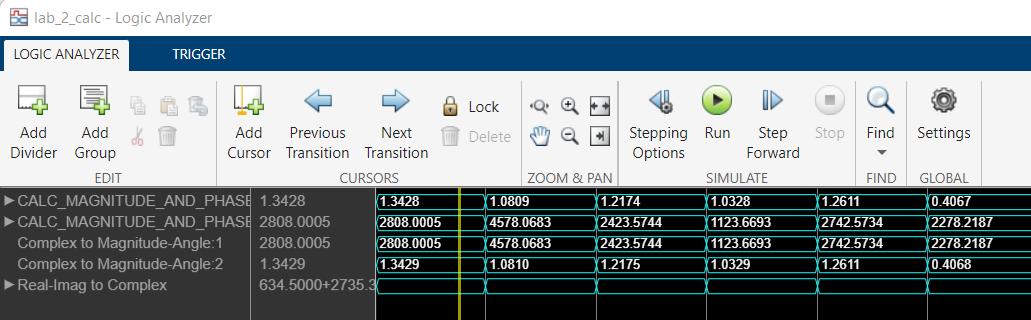 lab_2_calc - Logic Analyzer
LOGIC ANALYZER TRIGGER
Add Divider
Add Group
Add Cursor
Previous Transition
Next Transition
Lock
Delete
Stepping Options
Run
Step Forward
Stop
Find
Settings
EDIT CURSORS ZOOM & PAN SIMULATE FIND GLOBAL
CALC_MAGNITUDE_AND_PHASE 1.3428 1.3428 1.0809 1.2174 1.0328 1.2611 0.4067
CALC_MAGNITUDE_AND_PHASE 2808.0005 2808.0005 4578.0683 2423.5744 1123.6693 2742.5734 2278.2187
Complex to Magnitude-Angle:1 2808.0005 2808.0005 4578.0683 2423.5744 1123.6693 2742.5734 2278.2187
Complex to Magnitude-Angle:2 1.3429 1.3429 1.0810 1.2175 1.0329 1.2611 0.4068
Real-Imag to Complex 634.5000+2735.3